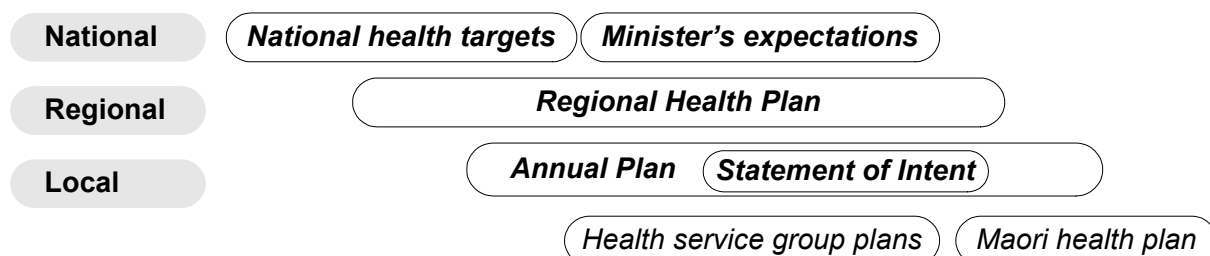 National National health targets Minister’s expectations
Regional Regional Health Plan
Local Annual Plan Statement of Intent
Health service group plans Maori health plan